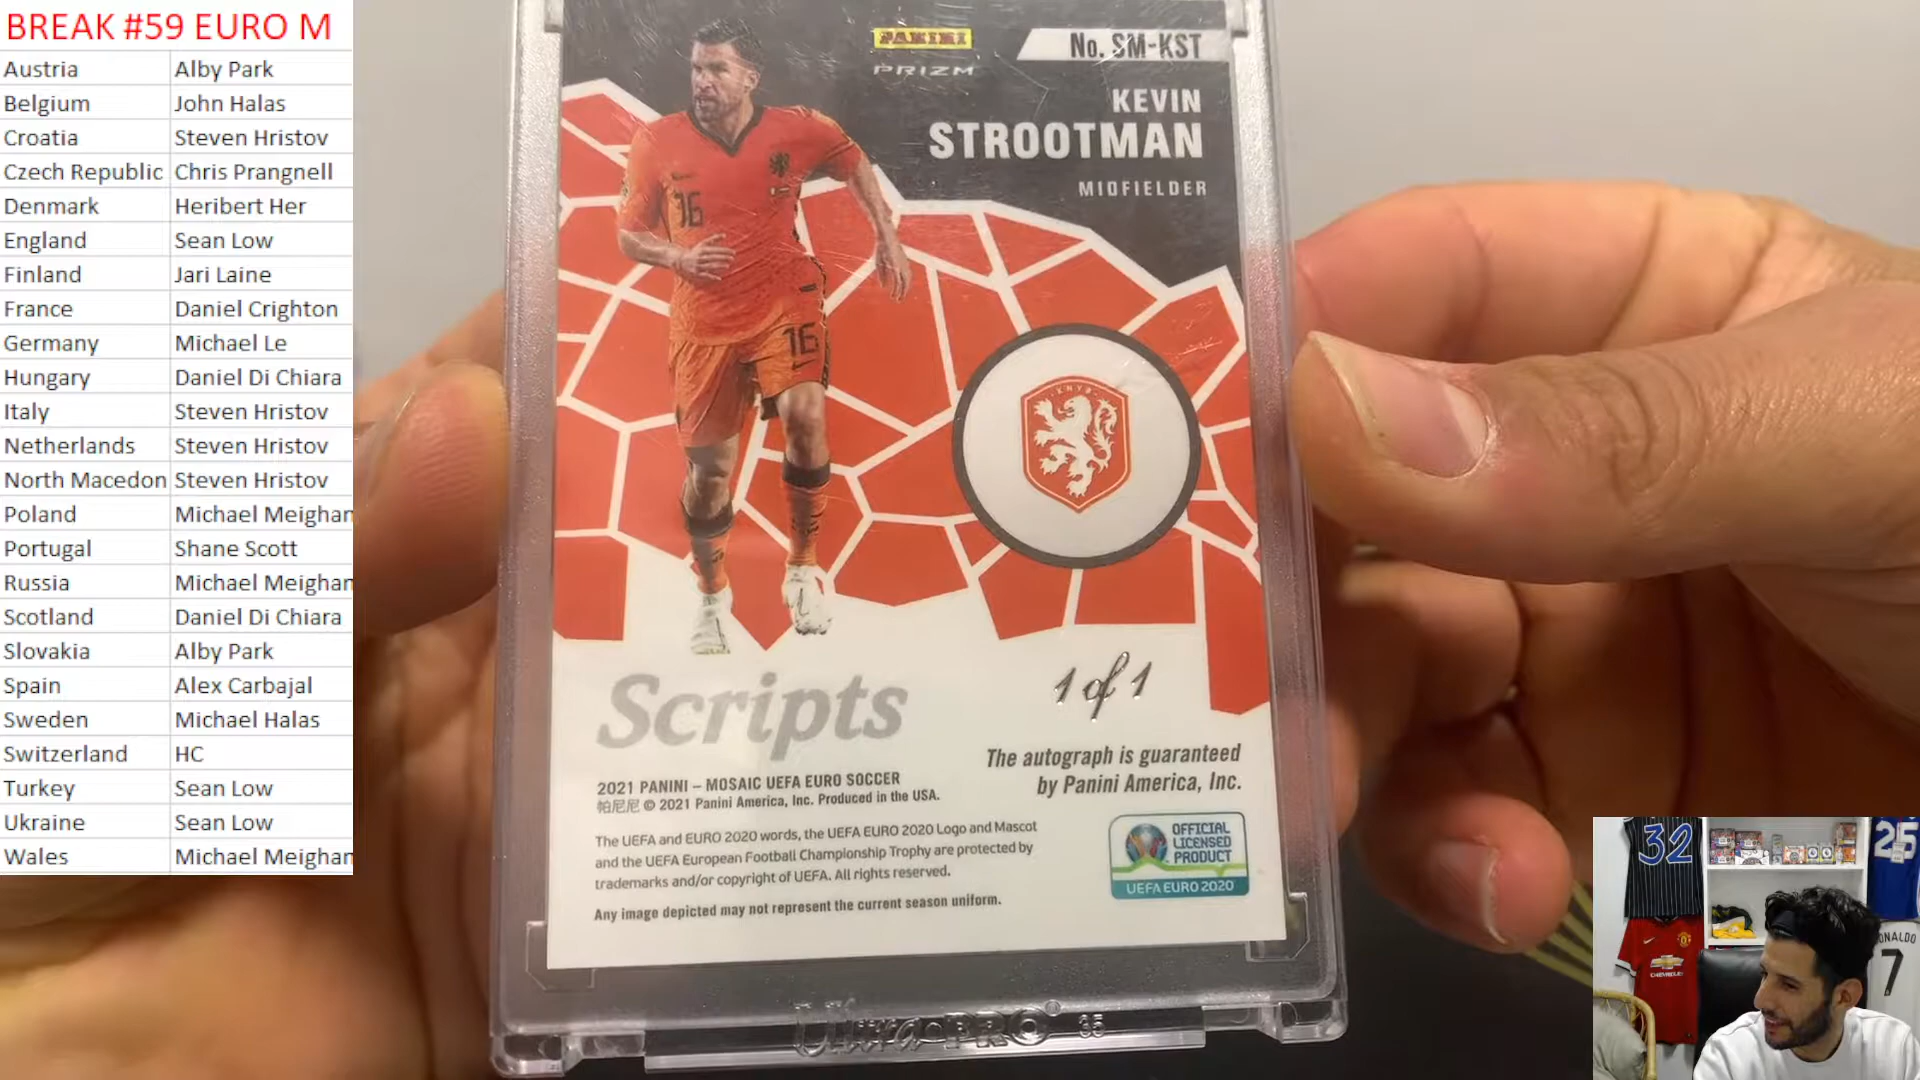 BREAK #59 EURO M
Austria Alby Park
Belgium John Halas
Croatia Steven Hristov
Czech Republic Chris Prangnell
Denmark Heribert Her
England Sean Low
Finland Jari Laine
France Daniel Crighton
Germany Michael Le
Hungary Daniel Di Chiara
Italy Steven Hristov
Netherlands Steven Hristov
North Macedon Steven Hristov
Poland Michael Meighan
Portugal Shane Scott
Russia Michael Meighan
Scotland Daniel Di Chiara
Slovakia Alby Park
Spain Alex Carbajal
Sweden Michael Halas
Switzerland HC
Turkey Sean Low
Ukraine Sean Low
Wales Michael Meighan
PANINI
PRIZM
No. SM-KST
KEVIN
STROOTMAN
MIDFIELDER
16
16
KNVB
Scripts
1 of 1
The autograph is guaranteed
by Panini America, Inc.
2021 PANINI – MOSAIC UEFA EURO SOCCER
帕尼尼 © 2021 Panini America, Inc. Produced in the USA.
The UEFA and EURO 2020 words, the UEFA EURO 2020 Logo and Mascot
and the UEFA European Football Championship Trophy are protected by
trademarks and/or copyright of UEFA. All rights reserved.
Any image depicted may not represent the current season uniform.
OFFICIAL
LICENSED
PRODUCT
UEFA EURO 2020
Ultra·PRO 35
32
25
CHEVROLET
ONALDO
7